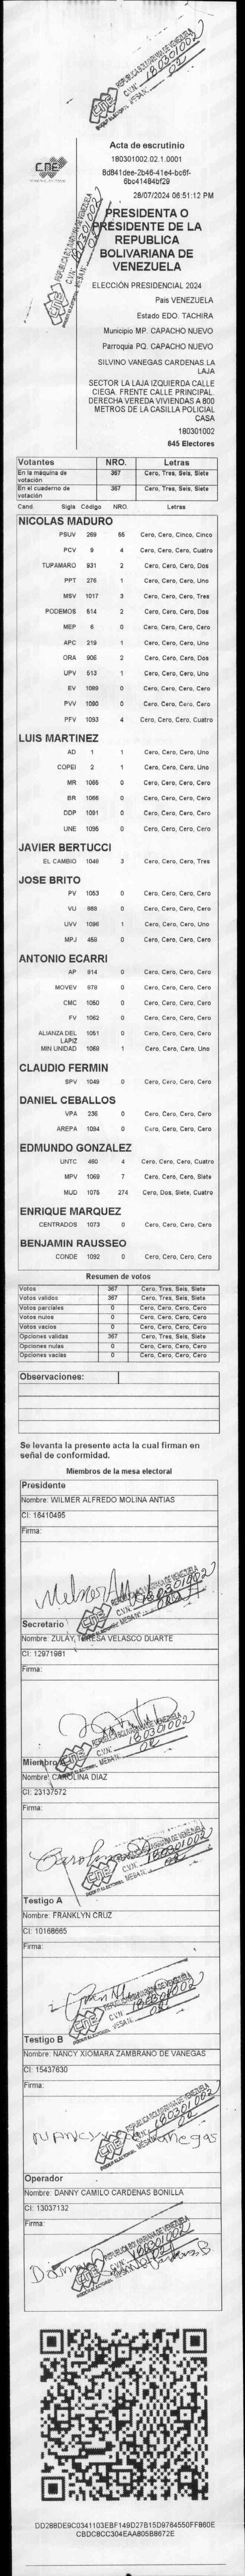 REPUBLICA BOLIVARIANA DE VENEZUELA
CNE
C.V.N. 180301002
MESA N. 02
PODER ELECTORAL
Acta de escrutinio
180301002.02.1.0001
8d841dee-2b46-41e4-bc6f-
6bc41484bf29
28/07/2024 06:51:12 PM
PRESIDENTA O
PRESIDENTE DE LA
REPUBLICA
BOLIVARIANA DE
VENEZUELA
ELECCIÓN PRESIDENCIAL 2024
País VENEZUELA
Estado EDO. TACHIRA
Municipio MP. CAPACHO NUEVO
Parroquia PQ. CAPACHO NUEVO
SILVINO VANEGAS CARDENAS.LA
LAJA
SECTOR LA LAJA IZQUIERDA CALLE
CIEGA. FRENTE CALLE PRINCIPAL.
DERECHA VEREDA VIVIENDAS A 800
METROS DE LA CASILLA POLICIAL
CASA
180301002
645 Electores
Votantes NRO. Letras
En la máquina de votación 367 Cero, Tres, Seis, Siete
En el cuaderno de votación 367 Cero, Tres, Seis, Siete
Cand. Sigla Código NRO. Letras
NICOLAS MADURO
PSUV 269 55 Cero, Cero, Cinco, Cinco
PCV 9 4 Cero, Cero, Cero, Cuatro
TUPAMARO 931 2 Cero, Cero, Cero, Dos
PPT 276 1 Cero, Cero, Cero, Uno
MSV 1017 3 Cero, Cero, Cero, Tres
PODEMOS 514 2 Cero, Cero, Cero, Dos
MEP 6 0 Cero, Cero, Cero, Cero
APC 219 1 Cero, Cero, Cero, Uno
ORA 906 2 Cero, Cero, Cero, Dos
UPV 513 1 Cero, Cero, Cero, Uno
EV 1089 0 Cero, Cero, Cero, Cero
PVV 1090 0 Cero, Cero, Cero, Cero
PFV 1093 4 Cero, Cero, Cero, Cuatro
LUIS MARTINEZ
AD 1 1 Cero, Cero, Cero, Uno
COPEI 2 1 Cero, Cero, Cero, Uno
MR 1065 0 Cero, Cero, Cero, Cero
BR 1066 0 Cero, Cero, Cero, Cero
DDP 1091 0 Cero, Cero, Cero, Cero
UNE 1095 0 Cero, Cero, Cero, Cero
JAVIER BERTUCCI
EL CAMBIO 1048 3 Cero, Cero, Cero, Tres
JOSE BRITO
PV 1053 0 Cero, Cero, Cero, Cero
VU 888 0 Cero, Cero, Cero, Cero
UVV 1096 1 Cero, Cero, Cero, Uno
MPJ 458 0 Cero, Cero, Cero, Cero
ANTONIO ECARRI
AP 914 0 Cero, Cero, Cero, Cero
MOVEV 679 0 Cero, Cero, Cero, Cero
CMC 1050 0 Cero, Cero, Cero, Cero
FV 1062 0 Cero, Cero, Cero, Cero
ALIANZA DEL LAPIZ 1051 0 Cero, Cero, Cero, Cero
MIN UNIDAD 1068 1 Cero, Cero, Cero, Uno
CLAUDIO FERMIN
SPV 1049 0 Cero, Cero, Cero, Cero
DANIEL CEBALLOS
VPA 236 0 Cero, Cero, Cero, Cero
AREPA 1094 0 Cero, Cero, Cero, Cero
EDMUNDO GONZALEZ
UNTC 460 4 Cero, Cero, Cero, Cuatro
MPV 1069 7 Cero, Cero, Cero, Siete
MUD 1075 274 Cero, Dos, Siete, Cuatro
ENRIQUE MARQUEZ
CENTRADOS 1073 0 Cero, Cero, Cero, Cero
BENJAMIN RAUSSEO
CONDE 1092 0 Cero, Cero, Cero, Cero
Resumen de votos
Votos 367 Cero, Tres, Seis, Siete
Votos validos 367 Cero, Tres, Seis, Siete
Votos parciales 0 Cero, Cero, Cero, Cero
Votos nulos 0 Cero, Cero, Cero, Cero
Votos vacios 0 Cero, Cero, Cero, Cero
Opciones validas 367 Cero, Tres, Seis, Siete
Opciones nulas 0 Cero, Cero, Cero, Cero
Opciones vacías 0 Cero, Cero, Cero, Cero
Observaciones:
Se levanta la presente acta la cual firman en
señal de conformidad.
Miembros de la mesa electoral
Presidente
Nombre: WILMER ALFREDO MOLINA ANTIAS
CI: 16410495
Firma:
Secretario
Nombre: ZULAY TERESA VELASCO DUARTE
CI: 12971981
Firma:
Miembro A
Nombre: CAROLINA DIAZ
CI: 23137572
Firma:
Testigo A
Nombre: FRANKLYN CRUZ
CI: 10168665
Firma:
Testigo B
Nombre: NANCY XIOMARA ZAMBRANO DE VANEGAS
CI: 15437630
Firma:
Operador
Nombre: DANNY CAMILO CARDENAS BONILLA
CI: 13037132
Firma:
DD288DE9C0341103EBF149D27B15D9764550FF860E
CBDC8CC304EAA805B8672E